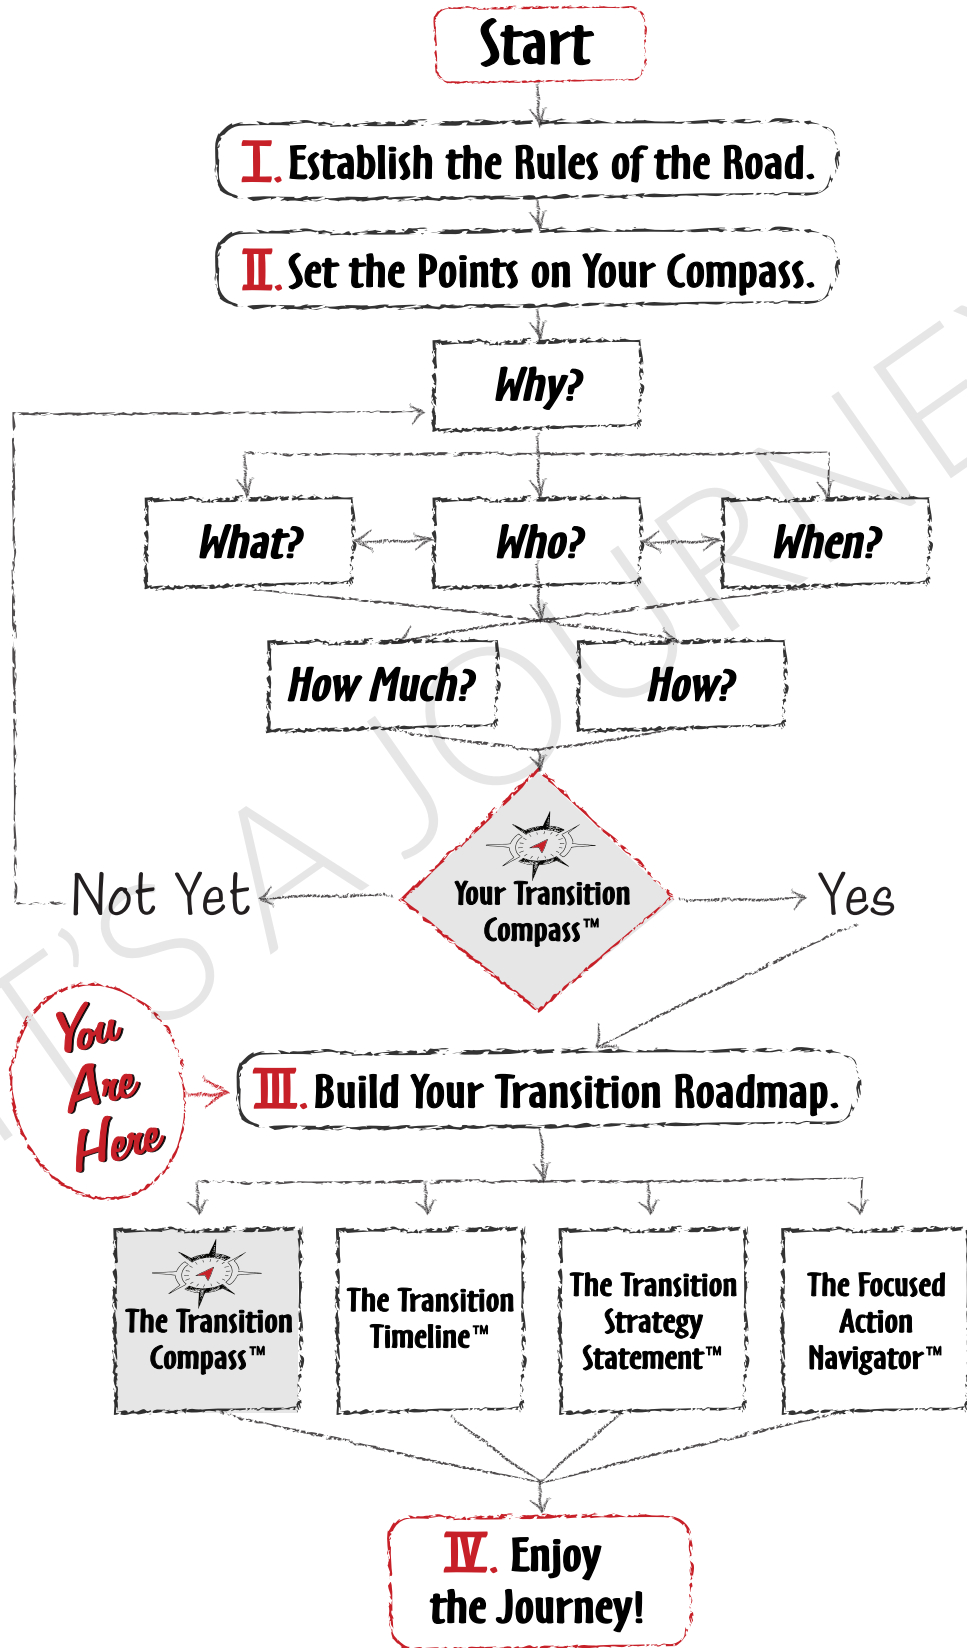 Start
I. Establish the Rules of the Road.
II. Set the Points on Your Compass.
Why?
What?
Who?
When?
How Much?
How?
Your Transition
Compass™
Not Yet
Yes
You
Are
Here
III. Build Your Transition Roadmap.
The Transition
Compass™
The Transition
Timeline™
The Transition
Strategy
Statement™
The Focused
Action
Navigator™
IV. Enjoy
the Journey!
IT'S A JOURNEY